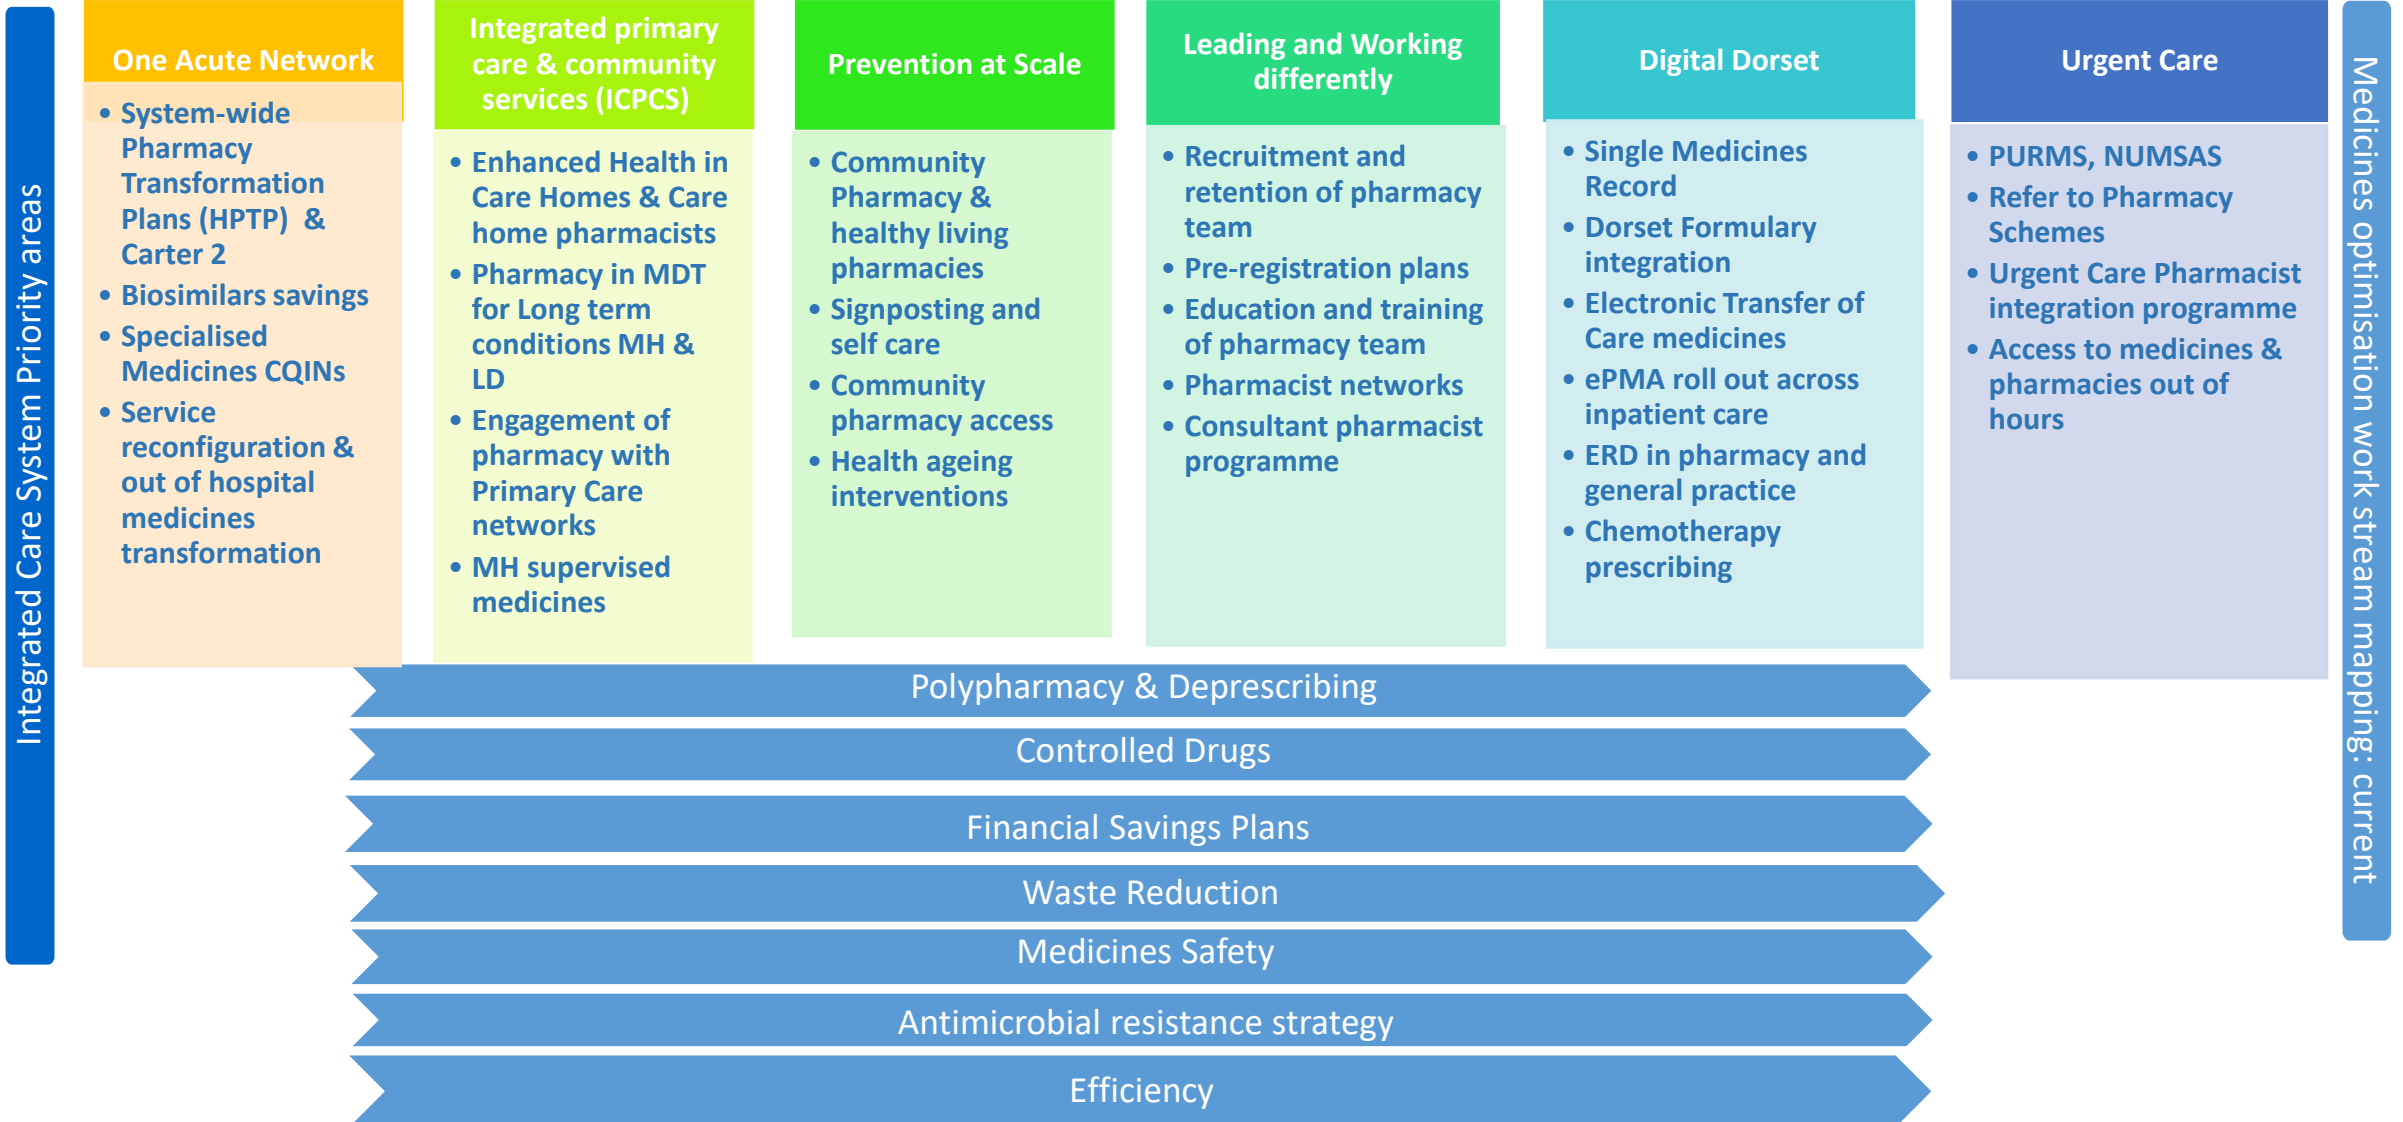 Integrated Care System Priority areas
One Acute Network
• System-wide
Pharmacy
Transformation
Plans (HPTP) &
Carter 2
• Biosimilars savings
• Specialised
Medicines CQINs
• Service
reconfiguration &
out of hospital
medicines
transformation
Integrated primary
care & community
services (ICPCS)
• Enhanced Health in
Care Homes & Care
home pharmacists
• Pharmacy in MDT
for Long term
conditions MH &
LD
• Engagement of
pharmacy with
Primary Care
networks
• MH supervised
medicines
Prevention at Scale
• Community
Pharmacy &
healthy living
pharmacies
• Signposting and
self care
• Community
pharmacy access
• Health ageing
interventions
Leading and Working
differently
• Recruitment and
retention of pharmacy
team
• Pre-registration plans
• Education and training
of pharmacy team
• Pharmacist networks
• Consultant pharmacist
programme
Digital Dorset
• Single Medicines
Record
• Dorset Formulary
integration
• Electronic Transfer of
Care medicines
• ePMA roll out across
inpatient care
• ERD in pharmacy and
general practice
• Chemotherapy
prescribing
Urgent Care
• PURMS, NUMSAS
• Refer to Pharmacy
Schemes
• Urgent Care Pharmacist
integration programme
• Access to medicines &
pharmacies out of
hours
Medicines optimisation work stream mapping: current
Polypharmacy & Deprescribing
Controlled Drugs
Financial Savings Plans
Waste Reduction
Medicines Safety
Antimicrobial resistance strategy
Efficiency